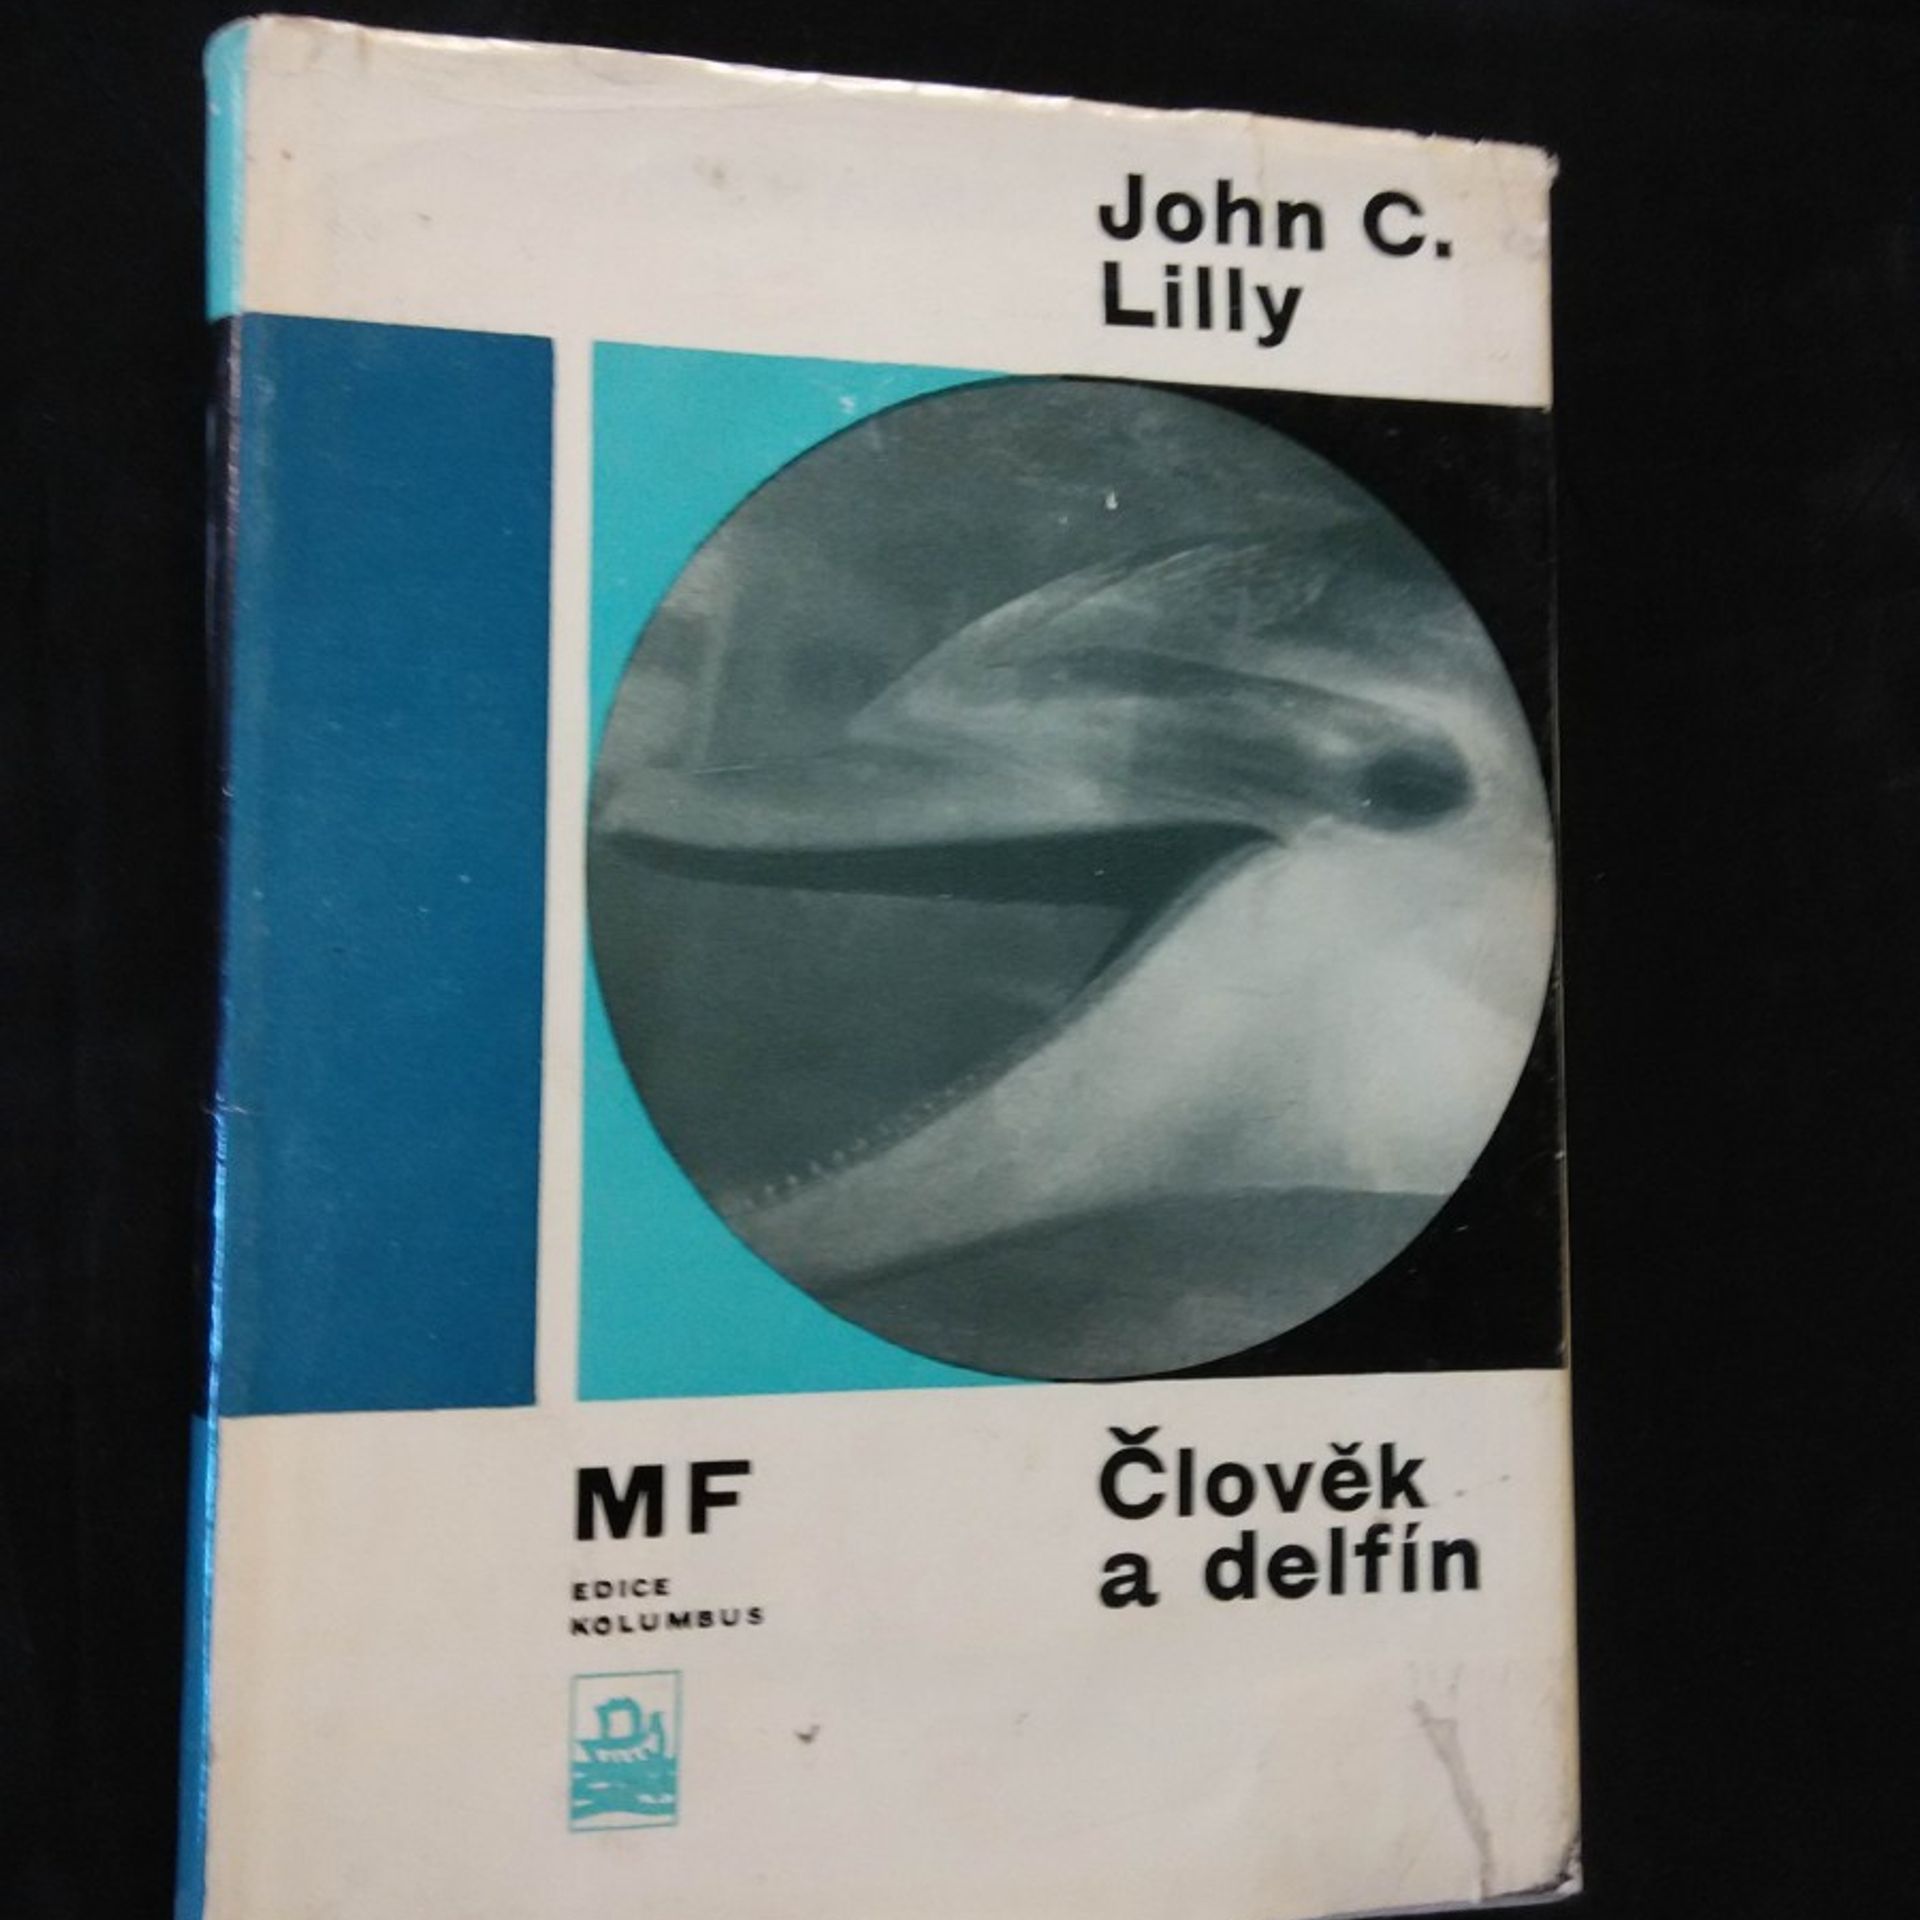 John C.
Lilly
MF
EDICE
KOLUMBUS
Člověk
a delfín